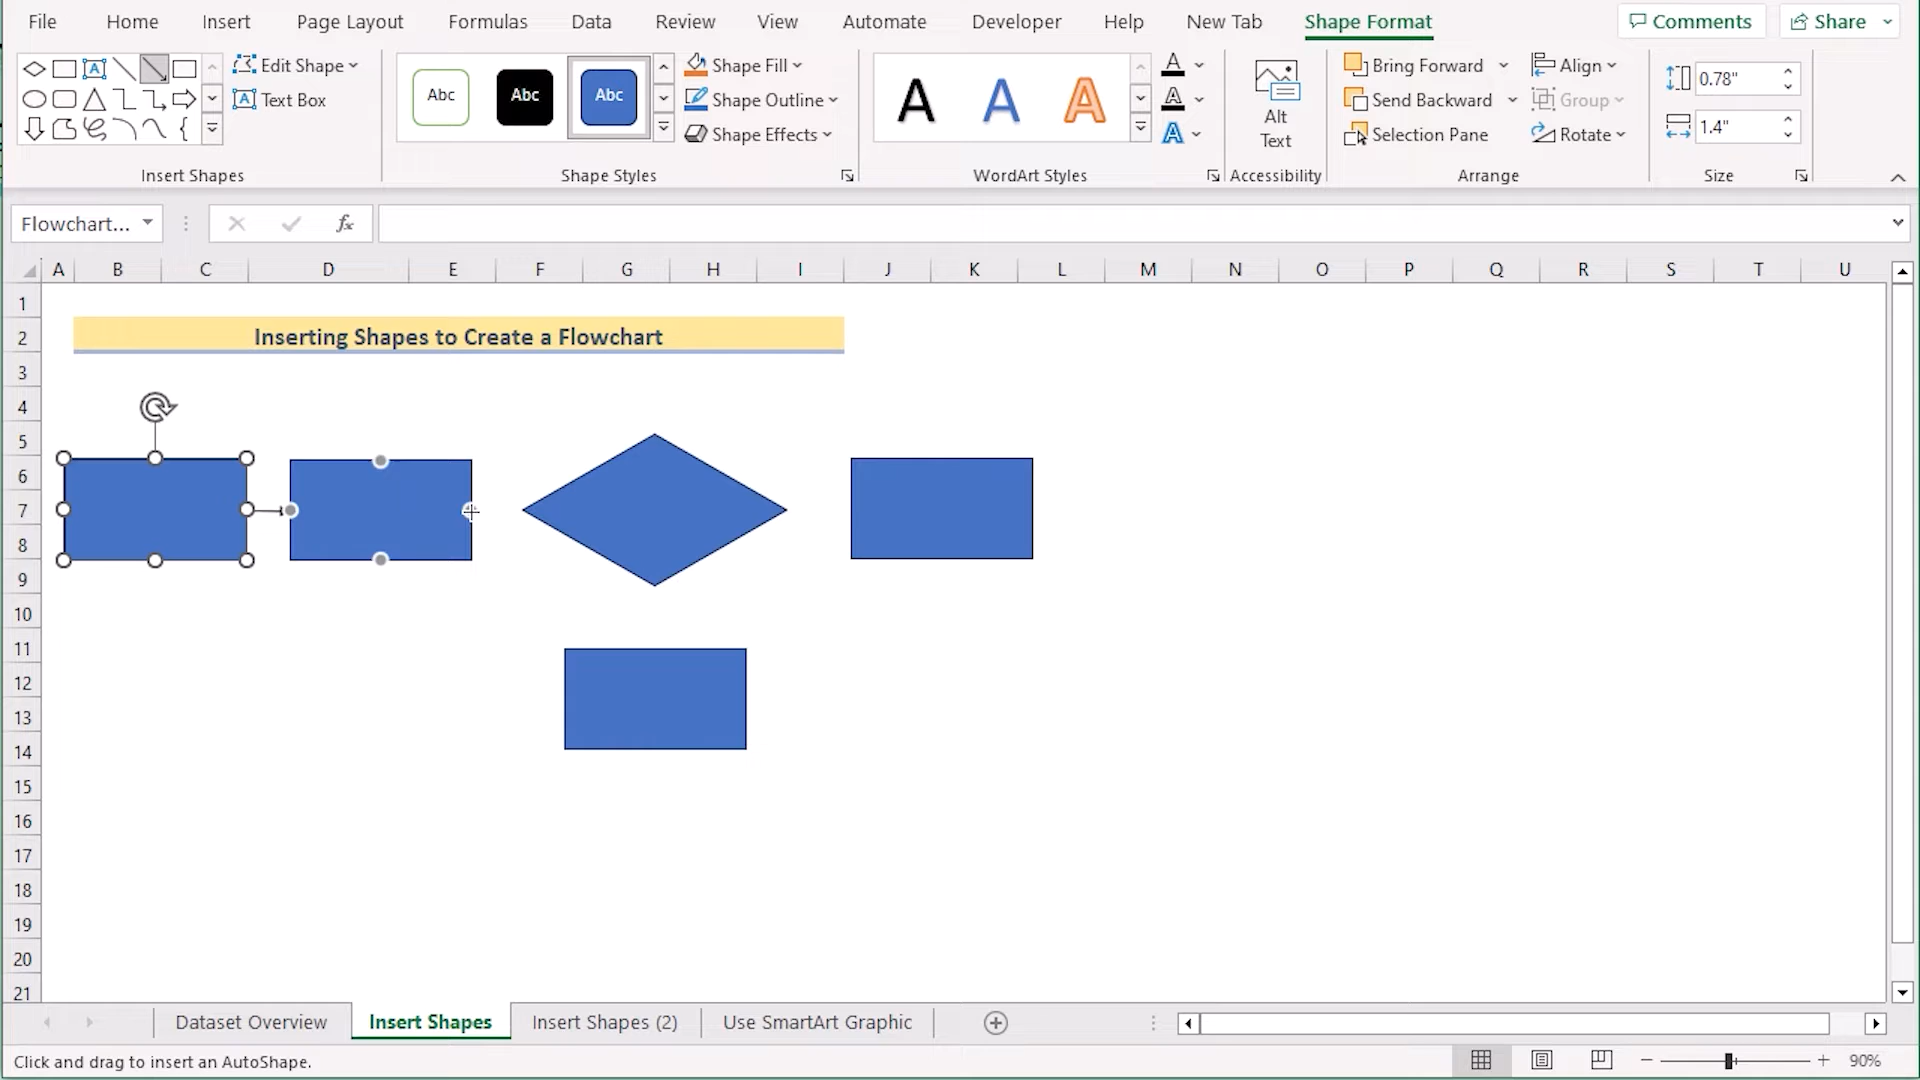 File Home Insert Page Layout Formulas Data Review View Automate Developer Help New Tab Shape Format Comments Share
Edit Shape
Text Box
Insert Shapes
Abc Abc Abc
Shape Fill
Shape Outline
Shape Effects
Shape Styles
A A A
A
A
A
WordArt Styles
Alt
Text
Accessibility
Bring Forward
Send Backward
Selection Pane
Align
Group
Rotate
Arrange
0.78"
1.4"
Size
Flowchart... fx
A B C D E F G H I J K L M N O P Q R S T U
1
2 Inserting Shapes to Create a Flowchart
3
4
5
6
7
8
9
10
11
12
13
14
15
16
17
18
19
20
21
Dataset Overview Insert Shapes Insert Shapes (2) Use SmartArt Graphic
Click and drag to insert an AutoShape. 90%